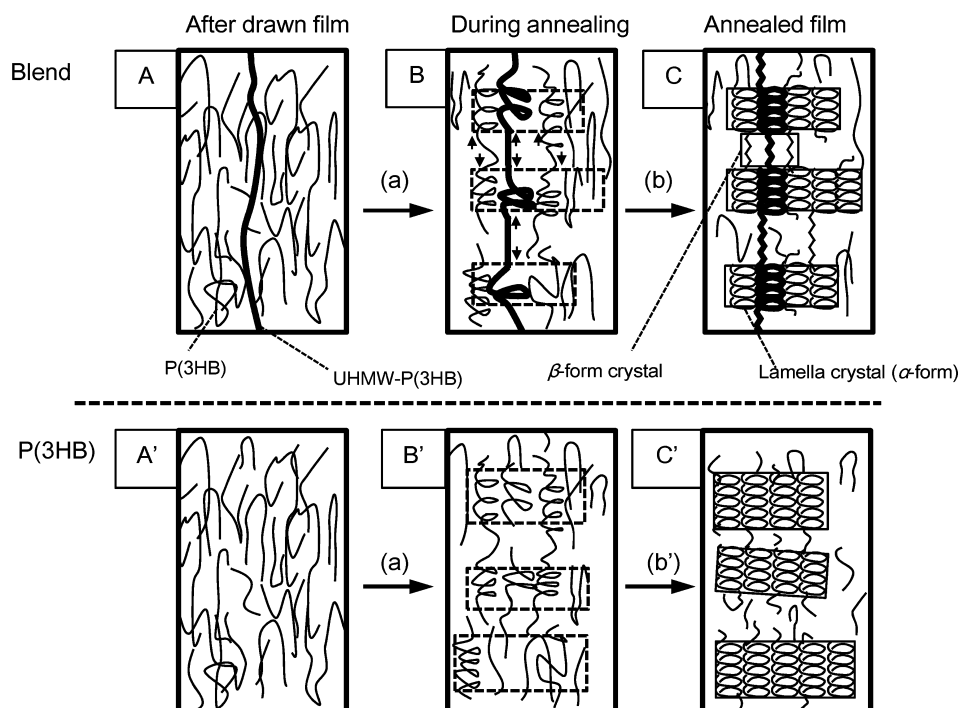 After drawn film During annealing Annealed film
Blend A B C
(a) (b)
P(3HB) UHMW-P(3HB) β-form crystal Lamella crystal (α-form)
P(3HB) A’ B’ C’
(a) (b’)